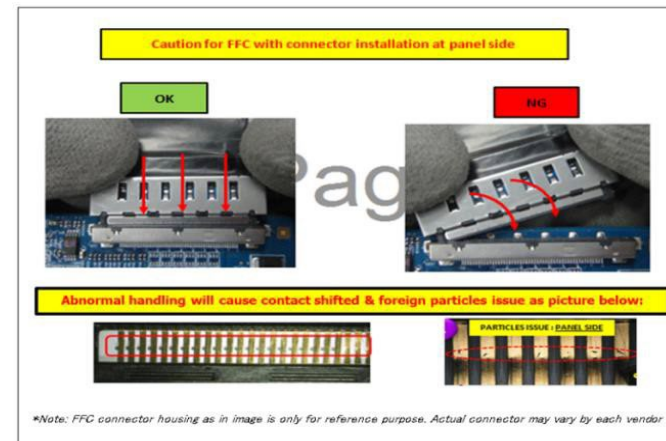 Caution for FFC with connector installation at panel side
OK
NG
Pag
Abnormal handling will cause contact shifted & foreign particles issue as picture below:
PARTICLES ISSUE : PANEL SIDE
*Note: FFC connector housing as in image is only for reference purpose. Actual connector may vary by each vendor